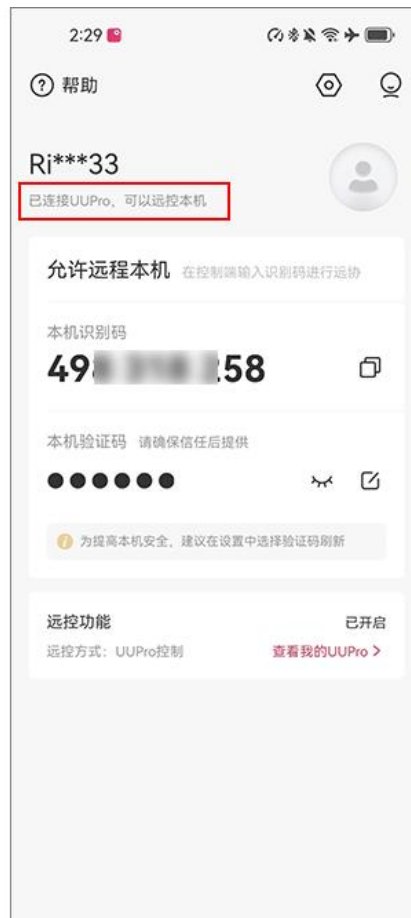 2:29
帮助
Ri***33
已连接UUPro，可以远控本机
允许远程本机 在控制端输入识别码进行远协
本机识别码
49 58
本机验证码 请确保信任后提供
●●●●●●
为提高本机安全，建议在设置中选择验证码刷新
远控功能 已开启
远控方式：UUPro控制 查看我的UUPro >